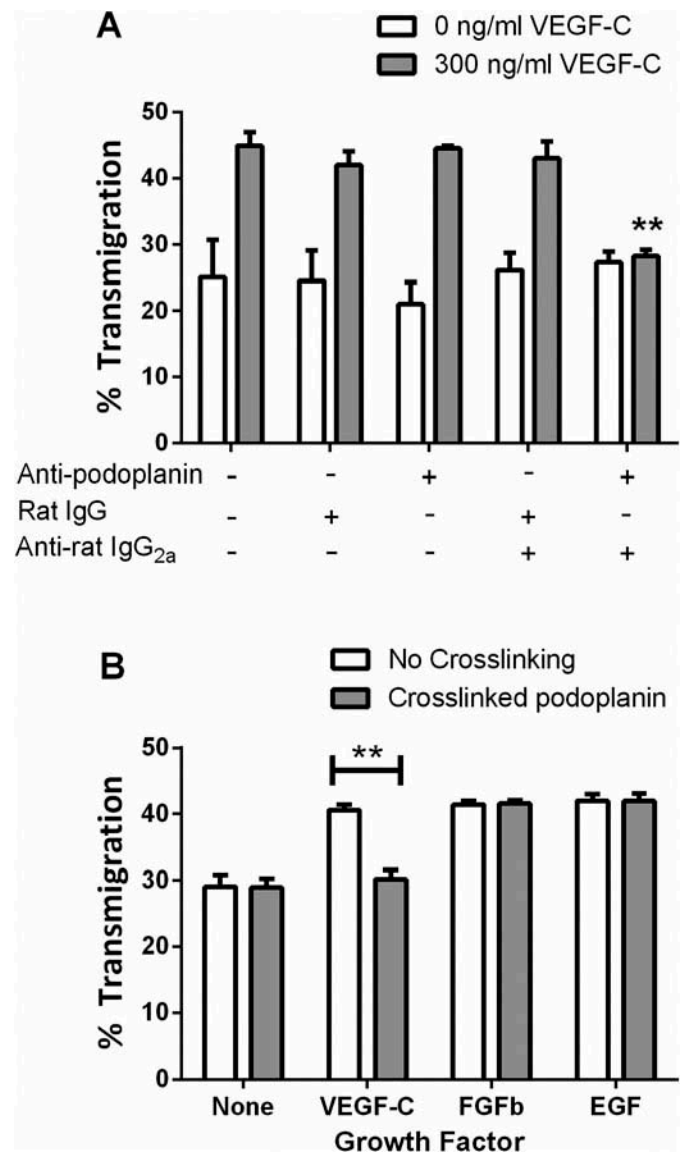 A
0 ng/ml VEGF-C
300 ng/ml VEGF-C
% Transmigration
50
40
30
20
10
0
**
Anti-podoplanin - - + - +
Rat IgG - + - + -
Anti-rat IgG2a - - - + +
B
No Crosslinking
Crosslinked podoplanin
% Transmigration
50
40
30
20
10
0
**
None VEGF-C FGFb EGF
Growth Factor